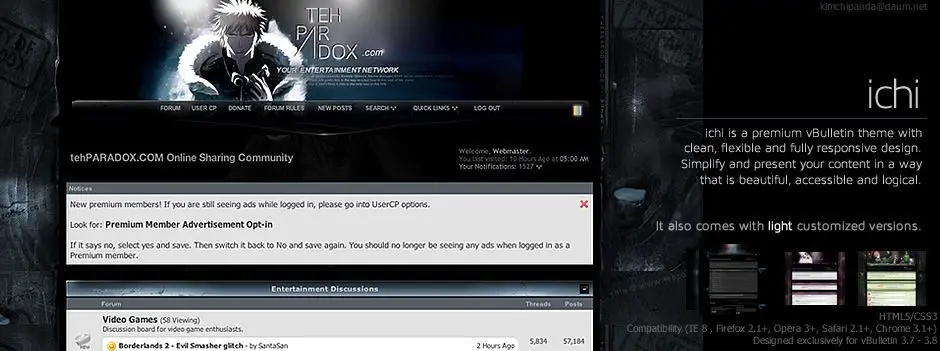 kimchipanda@daum.net
TEH
PAR
ADOX .com
YOUR ENTERTAINMENT NETWORK
FORUM USER CP DONATE FORUM RULES NEW POSTS SEARCH QUICK LINKS LOG OUT
tehPARADOX.COM Online Sharing Community
Welcome, Webmaster.
You last visited: 10 Hours Ago at 05:00 AM
Your Notifications: 1527
Notices
New premium members! If you are still seeing ads while logged in, please go into UserCP options.
Look for: Premium Member Advertisement Opt-in
If it says no, select yes and save. Then switch it back to No and save again. You should no longer be seeing any ads when logged in as a
Premium member.
Entertainment Discussions
Forum Threads Posts
Video Games (58 Viewing)
Discussion board for video game enthusiasts.
NEW
Borderlands 2 - Evil Smasher glitch - by SantaSan 2 Hours Ago 5,834 57,184
ichi
ichi is a premium vBulletin theme with
clean, flexible and fully responsive design.
Simplify and present your content in a way
that is beautiful, accessible and logical.
It also comes with light customized versions.
HTML5/CSS3
Compatibility (IE 8 , Firefox 2.1+, Opera 3+, Safari 2.1+, Chrome 3.1+)
Designed exclusively for vBulletin 3.7 - 3.8